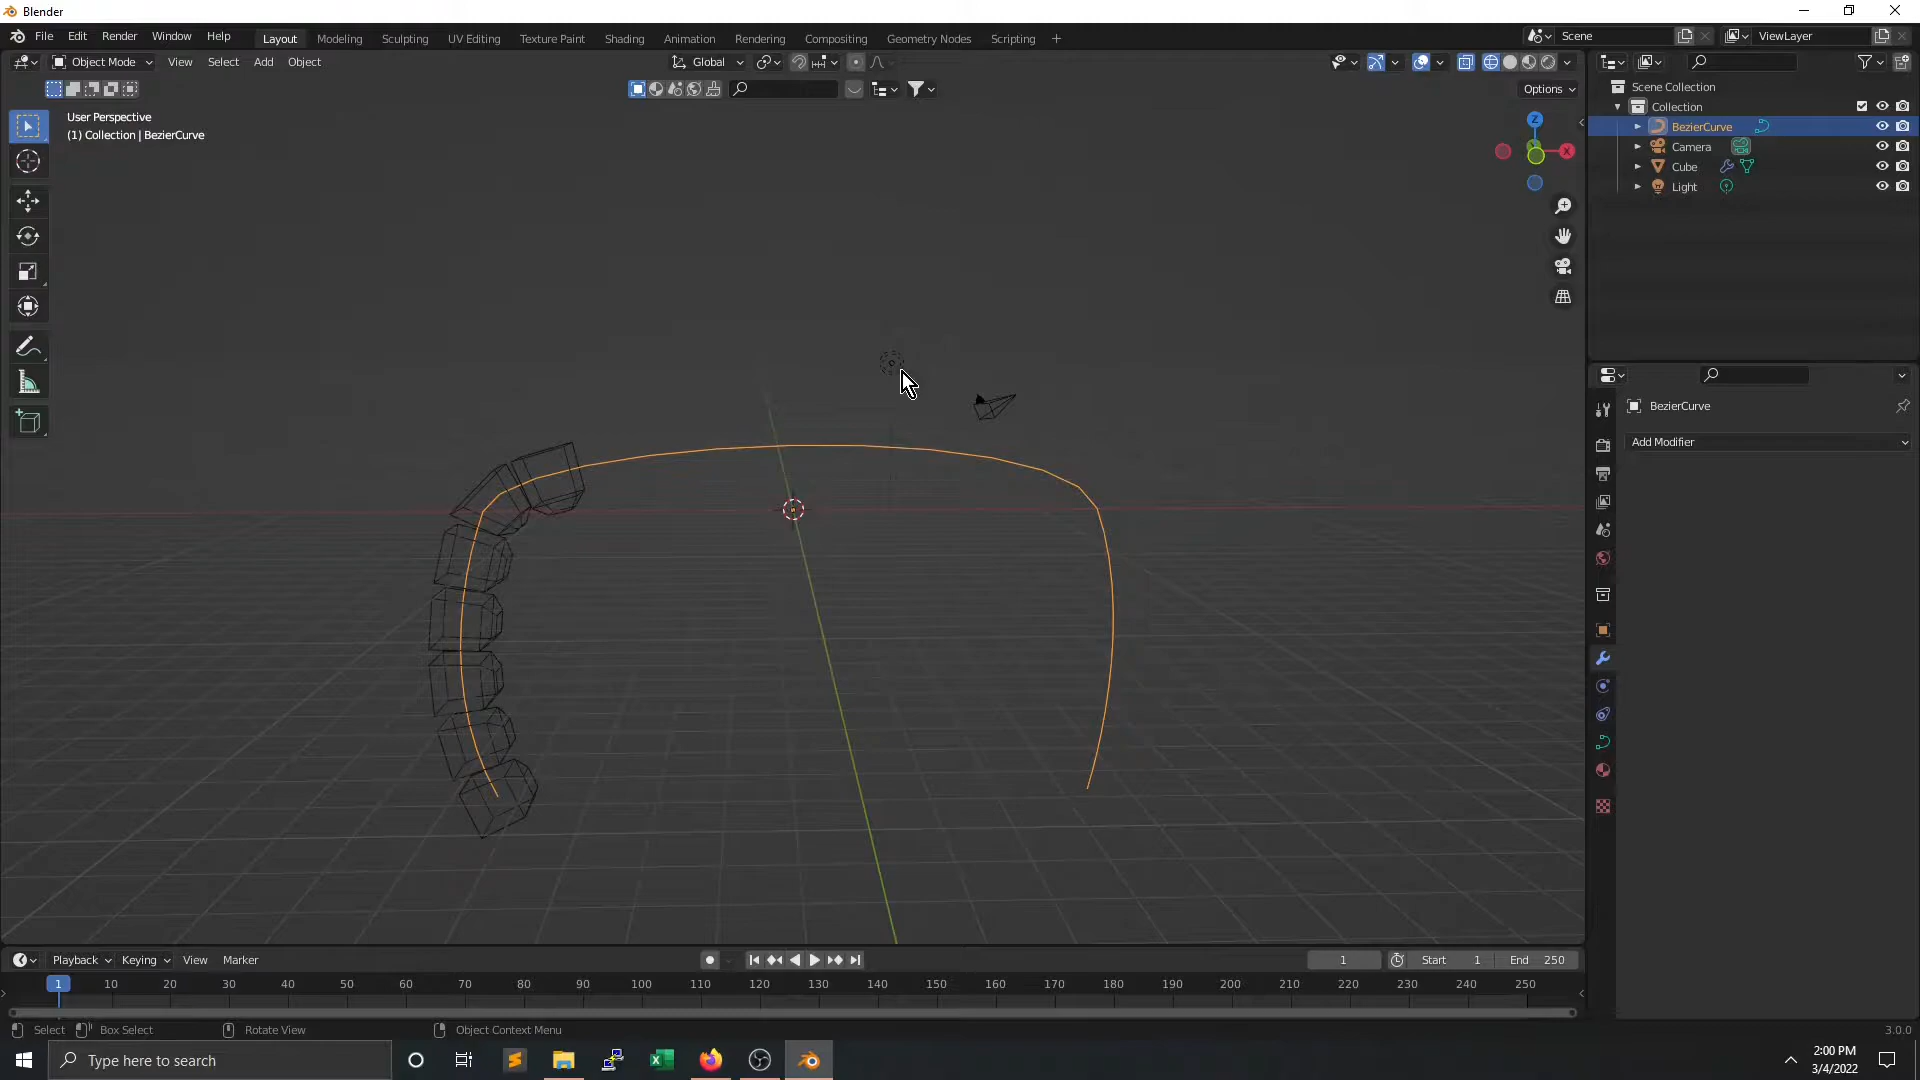 Blender
File Edit Render Window Help Layout Modeling Sculpting UV Editing Texture Paint Shading Animation Rendering Compositing Geometry Nodes Scripting + Scene ViewLayer
Object Mode View Select Add Object Global
Options
User Perspective
(1) Collection | BezierCurve
Z
X
Scene Collection
Collection
BezierCurve
Camera
Cube
Light
BezierCurve
Add Modifier
Playback Keying View Marker 1 Start 1 End 250
1 10 20 30 40 50 60 70 80 90 100 110 120 130 140 150 160 170 180 190 200 210 220 230 240 250
Select Box Select Rotate View Object Context Menu 3.0.0
Type here to search
2:00 PM
3/4/2022